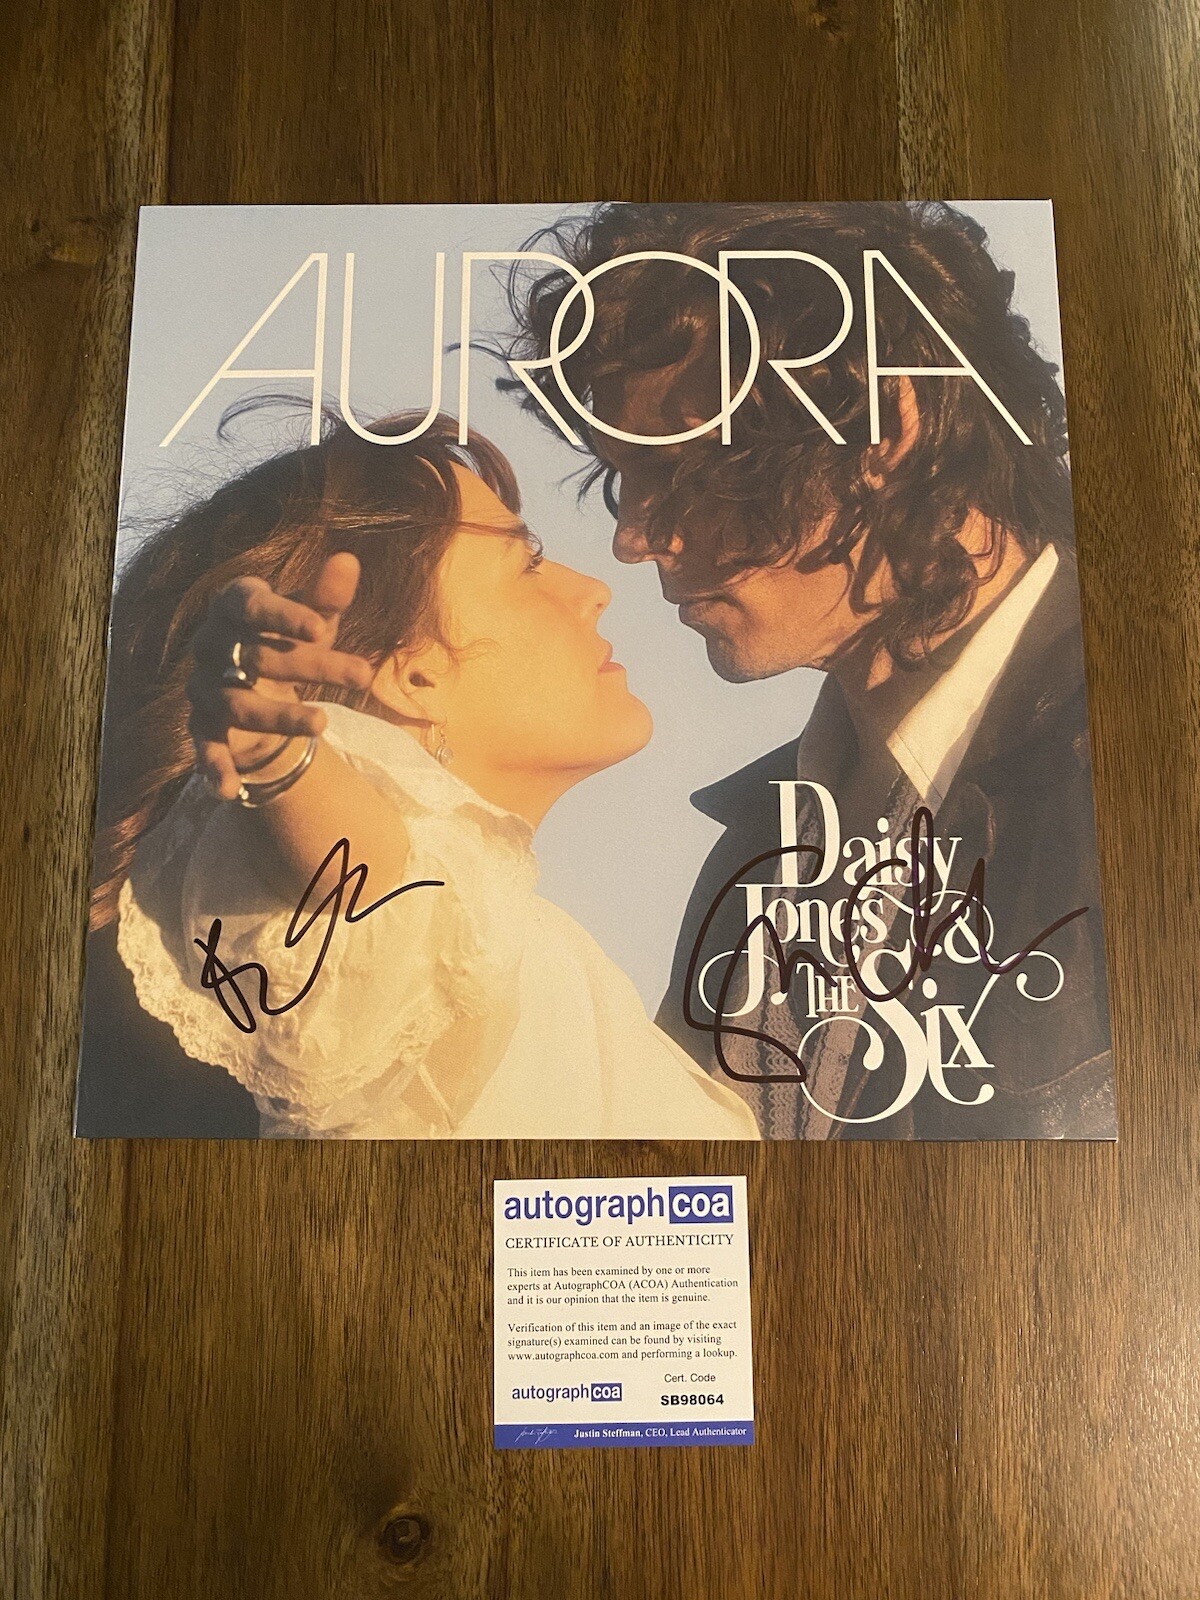 AURORA
Daisy
Jones &
THE Six
autographcoa
CERTIFICATE OF AUTHENTICITY
This item has been examined by one or more
experts at AutographCOA (ACOA) Authentication
and it is our opinion that the item is genuine.
Verification of this item and an image of the exact
signature(s) examined can be found by visiting
www.autographcoa.com and performing a lookup.
Cert. Code
autographcoa
SB98064
Justin Steffman, CEO, Lead Authenticator